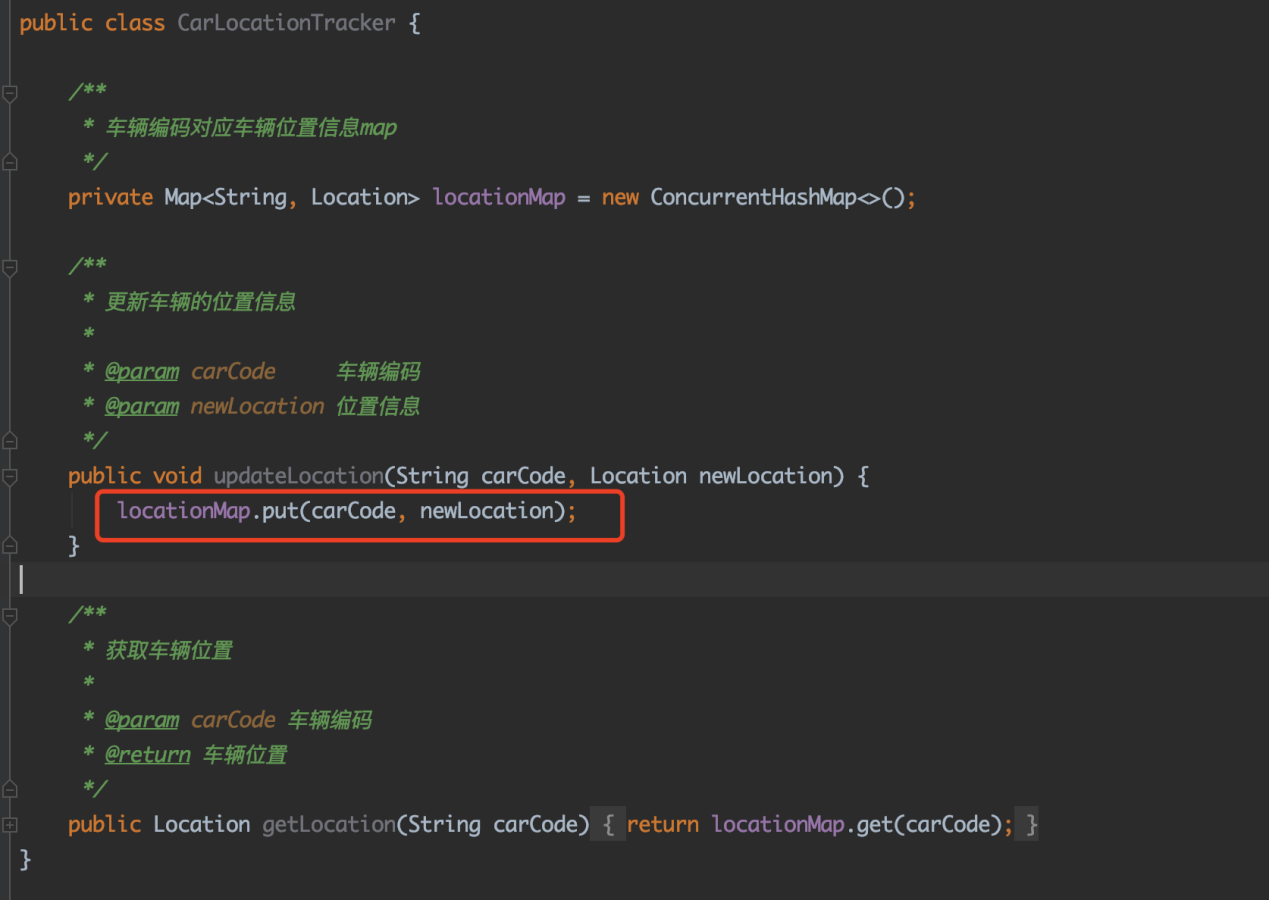 public class CarLocationTracker {
/**
* 车辆编码对应车辆位置信息map
*/
private Map<String, Location> locationMap = new ConcurrentHashMap<>();
/**
* 更新车辆的位置信息
*
* @param carCode 车辆编码
* @param newLocation 位置信息
*/
public void updateLocation(String carCode, Location newLocation) {
locationMap.put(carCode, newLocation);
}
/**
* 获取车辆位置
*
* @param carCode 车辆编码
* @return 车辆位置
*/
public Location getLocation(String carCode) { return locationMap.get(carCode); }
}